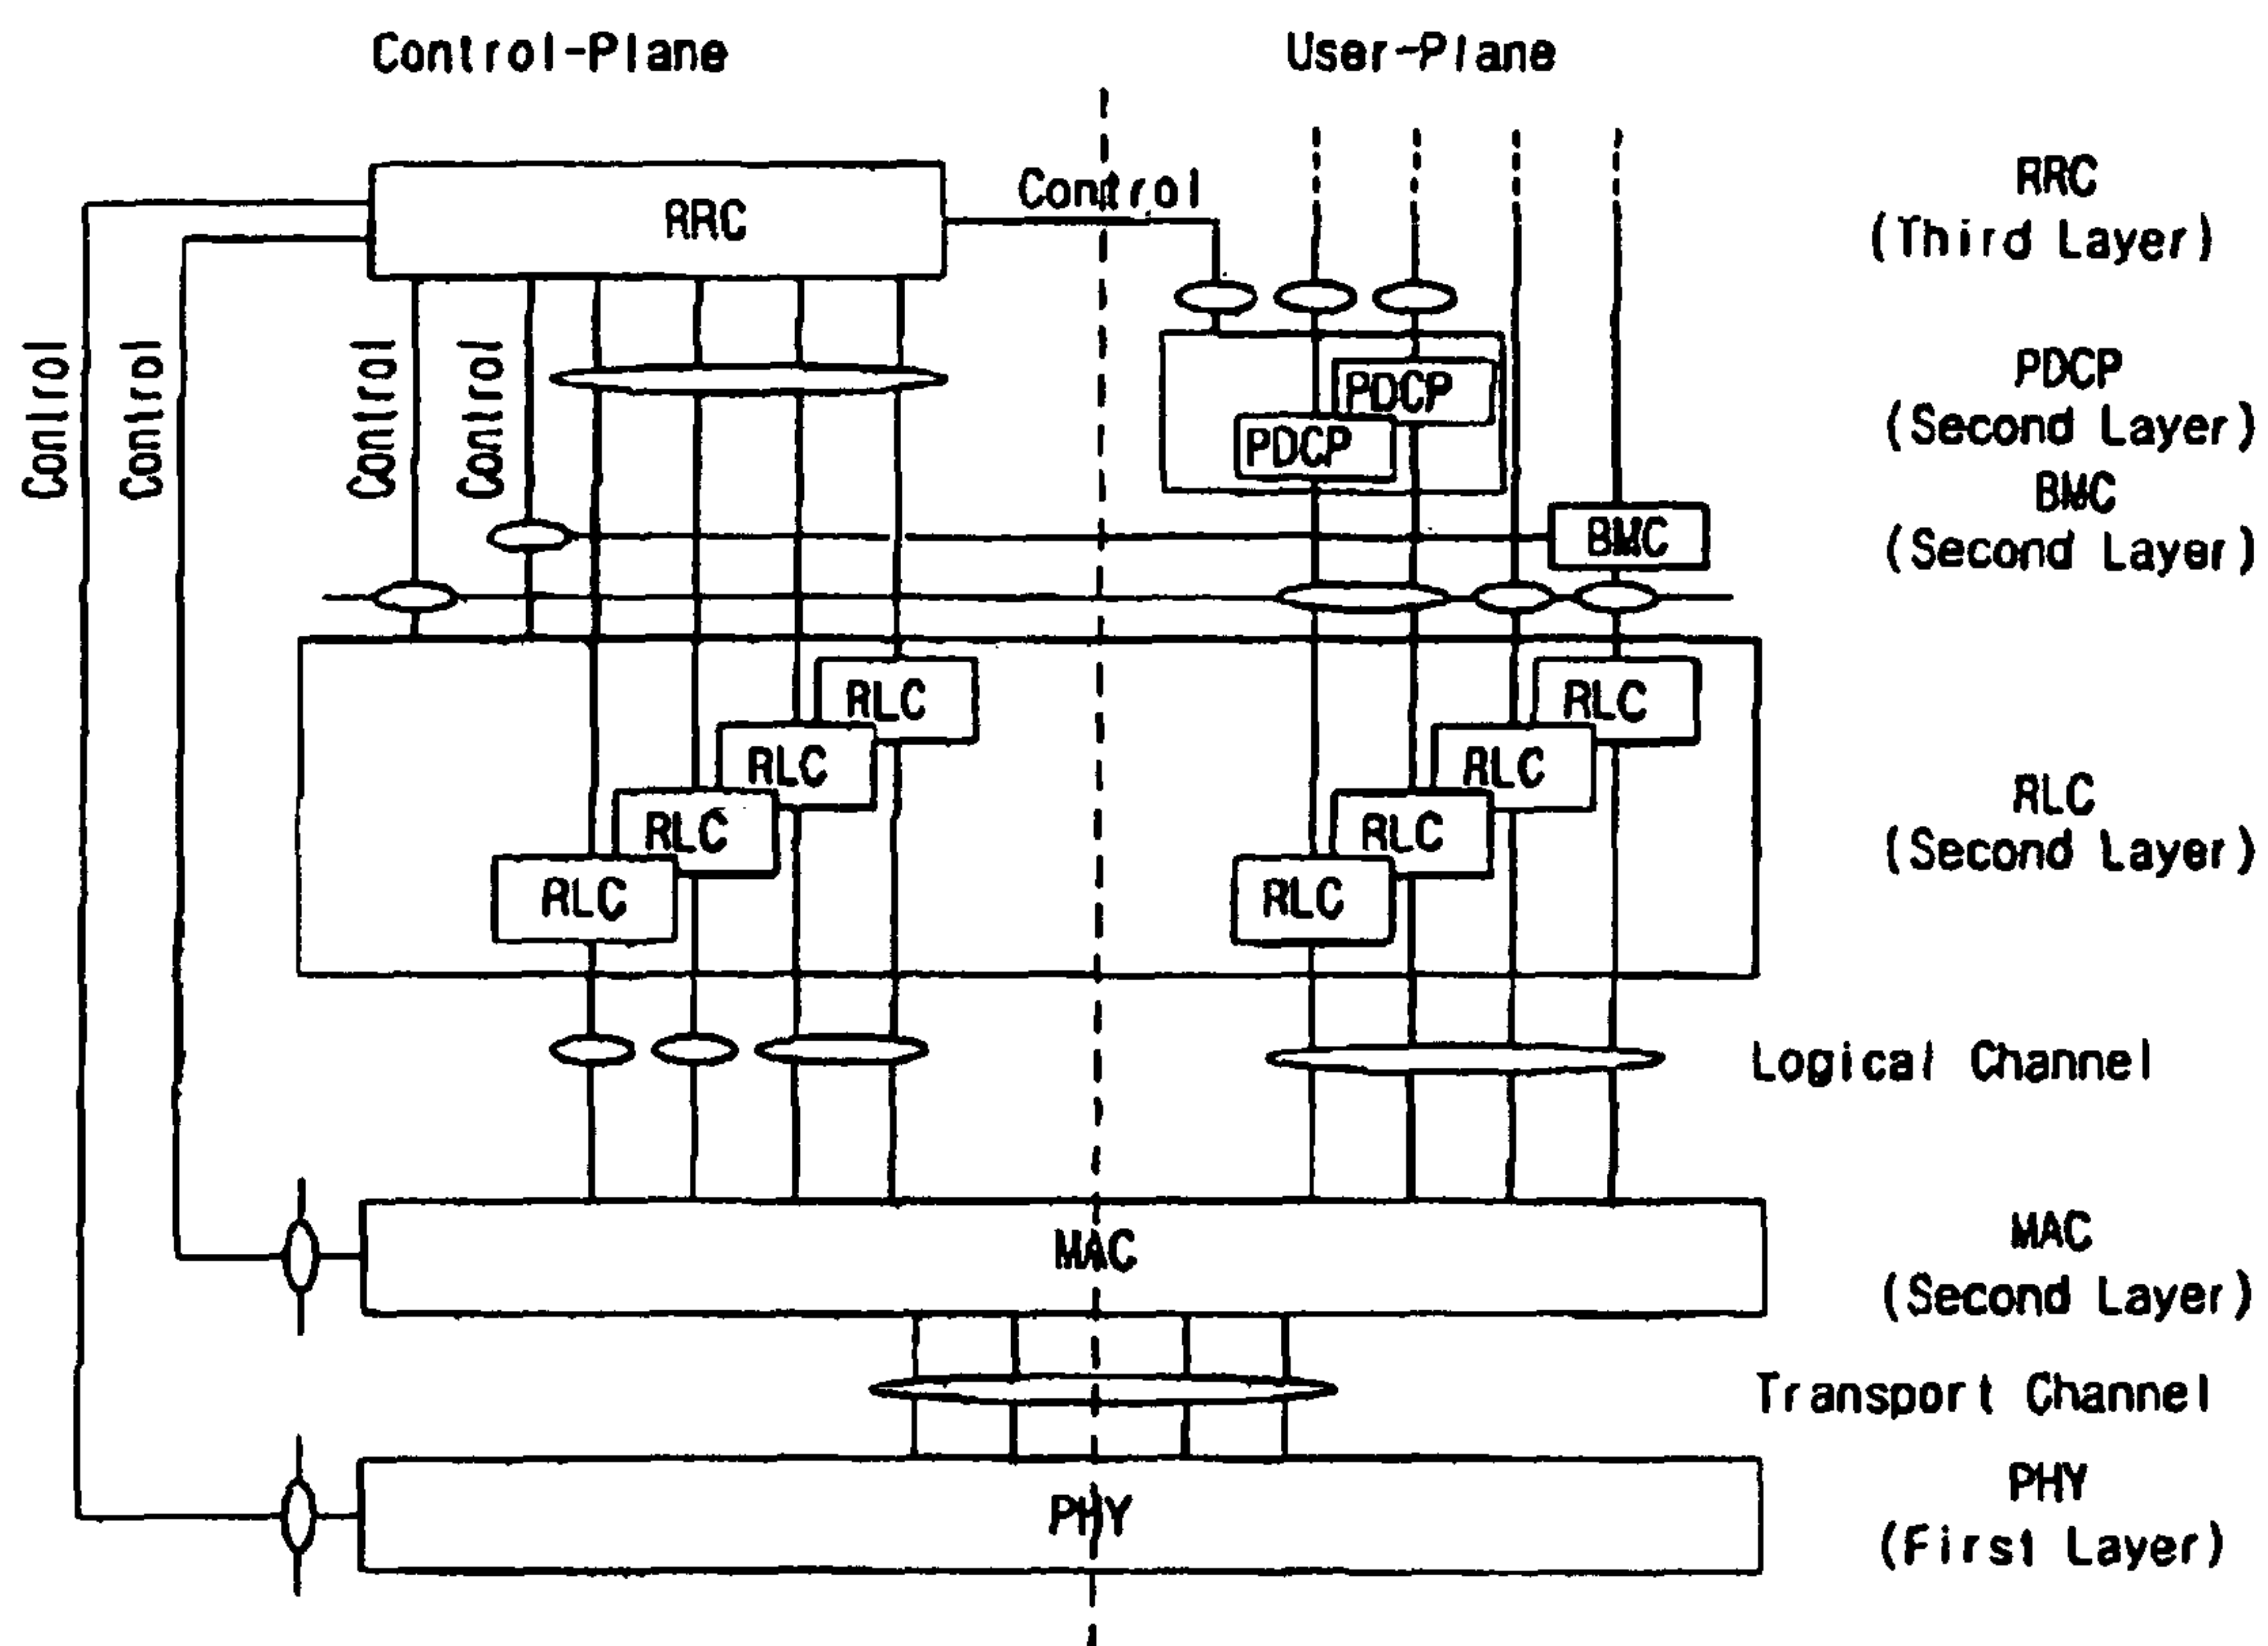 Control-Plane
User-Plane
RRC
Control
RRC
(Third Layer)
Control
Control
Control
Control
PDCP
PDCP
PDCP
(Second Layer)
BMC
BMC
(Second Layer)
RLC
RLC
RLC
RLC
RLC
RLC
RLC
RLC
RLC
(Second Layer)
Logical Channel
MAC
MAC
(Second Layer)
Transport Channel
PHY
PHY
(First Layer)